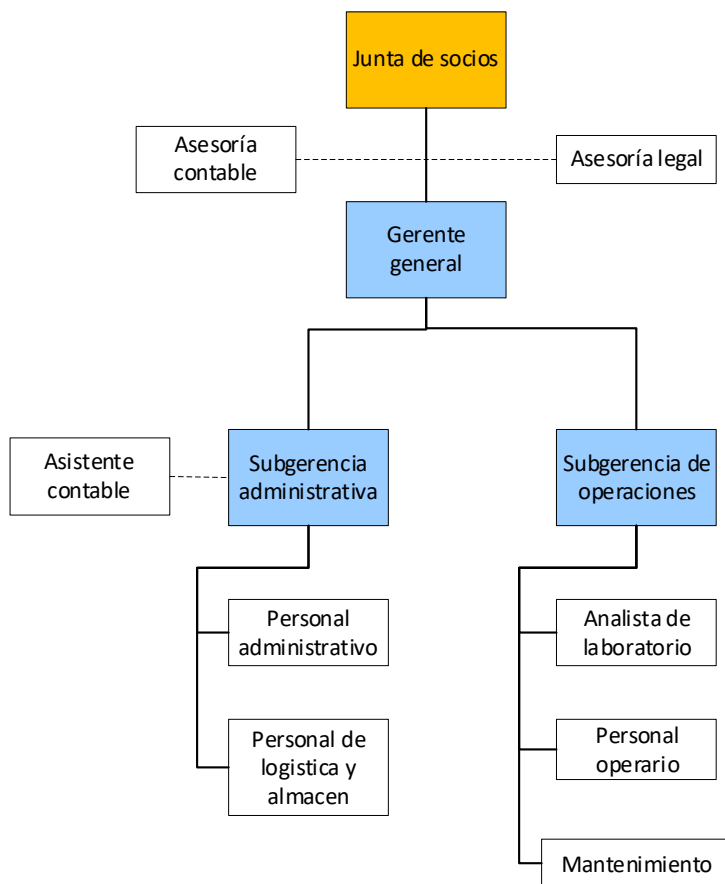 Junta de socios
Asesoría
contable
Asesoría legal
Gerente
general
Asistente
contable
Subgerencia
administrativa
Subgerencia de
operaciones
Personal
administrativo
Analista de
laboratorio
Personal de
logistica y
almacen
Personal
operario
Mantenimiento